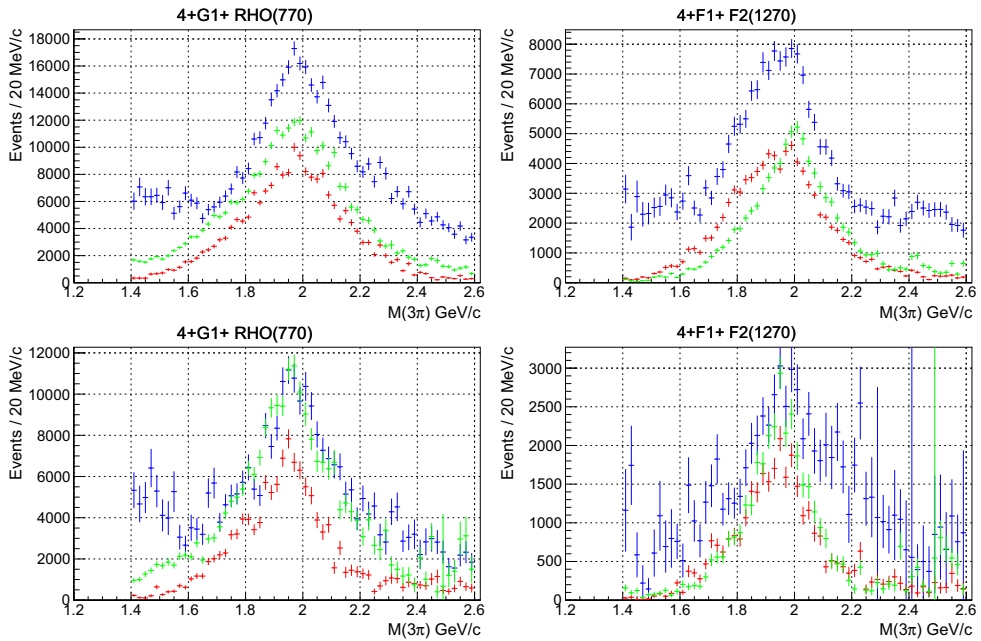 4+G1+ RHO(770)
Events / 20 MeV/c
18000
16000
14000
12000
10000
8000
6000
4000
2000
0
1.2 1.4 1.6 1.8 2 2.2 2.4 2.6
M(3π) GeV/c
4+F1+ F2(1270)
Events / 20 MeV/c
8000
7000
6000
5000
4000
3000
2000
1000
0
1.2 1.4 1.6 1.8 2 2.2 2.4 2.6
M(3π) GeV/c
4+G1+ RHO(770)
Events / 20 MeV/c
12000
10000
8000
6000
4000
2000
0
1.2 1.4 1.6 1.8 2 2.2 2.4 2.6
M(3π) GeV/c
4+F1+ F2(1270)
Events / 20 MeV/c
3000
2500
2000
1500
1000
500
0
1.2 1.4 1.6 1.8 2 2.2 2.4 2.6
M(3π) GeV/c